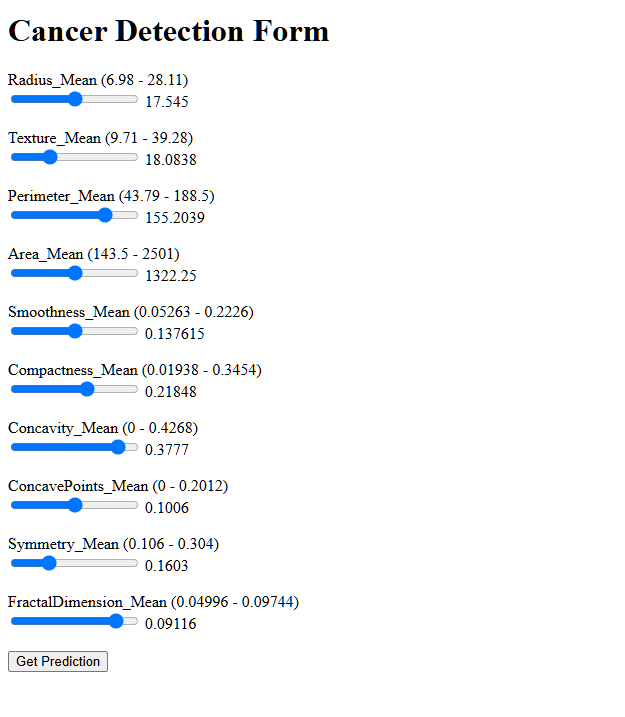 Cancer Detection Form
Radius_Mean (6.98 - 28.11)
17.545
Texture_Mean (9.71 - 39.28)
18.0838
Perimeter_Mean (43.79 - 188.5)
155.2039
Area_Mean (143.5 - 2501)
1322.25
Smoothness_Mean (0.05263 - 0.2226)
0.137615
Compactness_Mean (0.01938 - 0.3454)
0.21848
Concavity_Mean (0 - 0.4268)
0.3777
ConcavePoints_Mean (0 - 0.2012)
0.1006
Symmetry_Mean (0.106 - 0.304)
0.1603
FractalDimension_Mean (0.04996 - 0.09744)
0.09116
Get Prediction